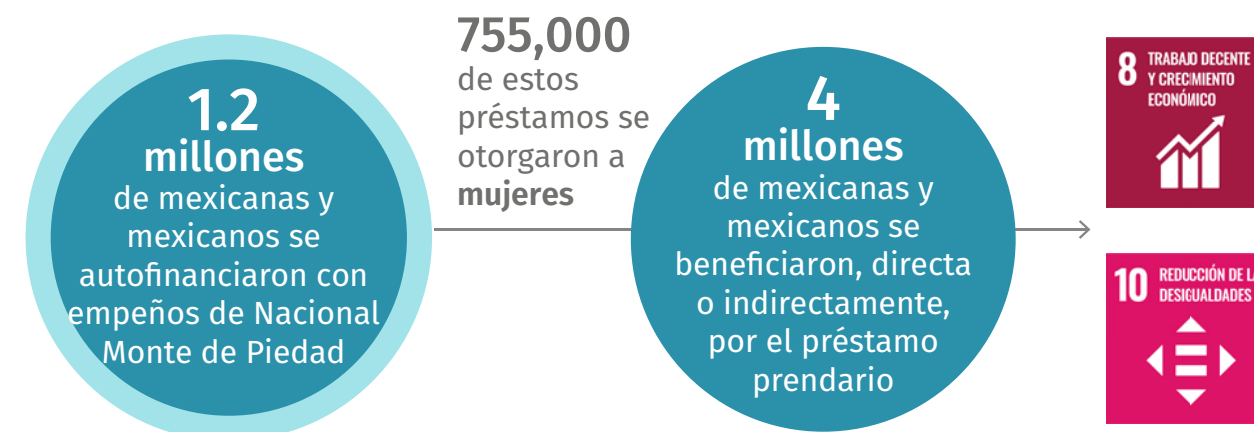 1.2
millones
de mexicanas y
mexicanos se
autofinanciaron con
empeños de Nacional
Monte de Piedad
755,000
de estos
préstamos se
otorgaron a
mujeres
4
millones
de mexicanas y
mexicanos se
beneficiaron, directa
o indirectamente,
por el préstamo
prendario
8 TRABAJO DECENTE
Y CRECIMIENTO
ECONÓMICO
10 REDUCCIÓN DE LA
DESIGUALDADES